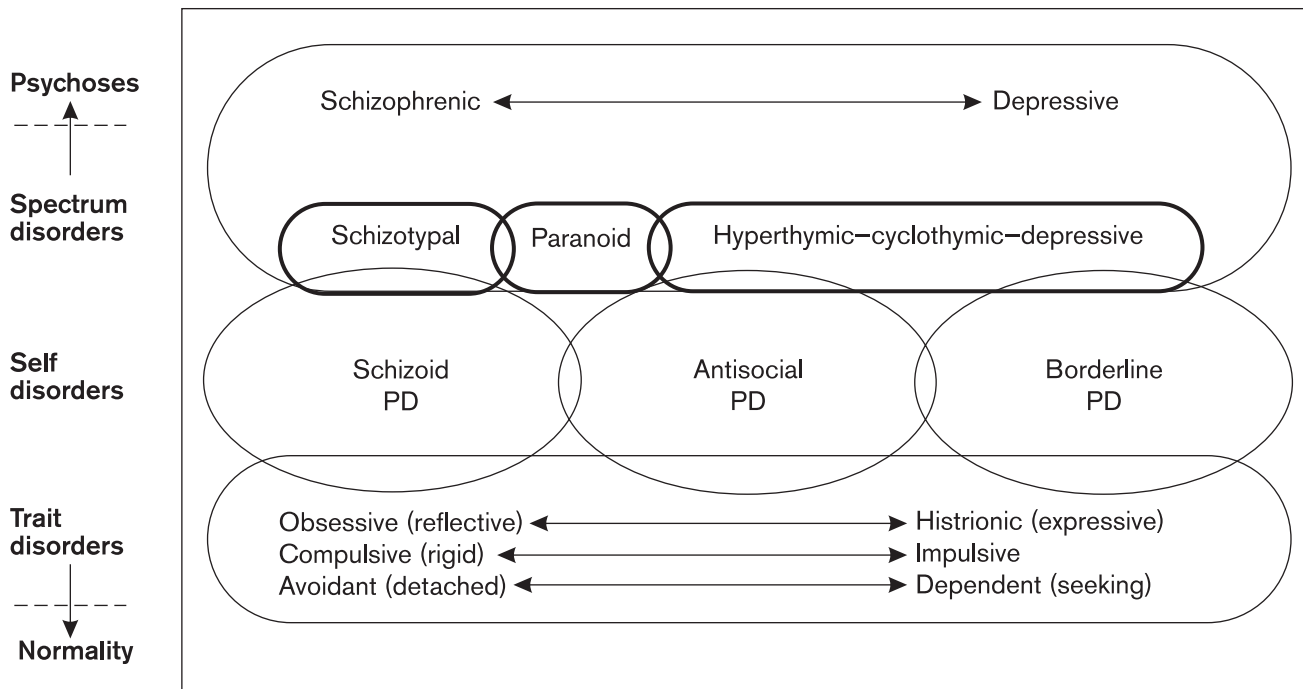 Psychoses
Schizophrenic
Depressive
Spectrum
disorders
Schizotypal
Paranoid
Hyperthymic–cyclothymic–depressive
Self
disorders
Schizoid
PD
Antisocial
PD
Borderline
PD
Trait
disorders
Obsessive (reflective)
Histrionic (expressive)
Compulsive (rigid)
Impulsive
Avoidant (detached)
Dependent (seeking)
Normality